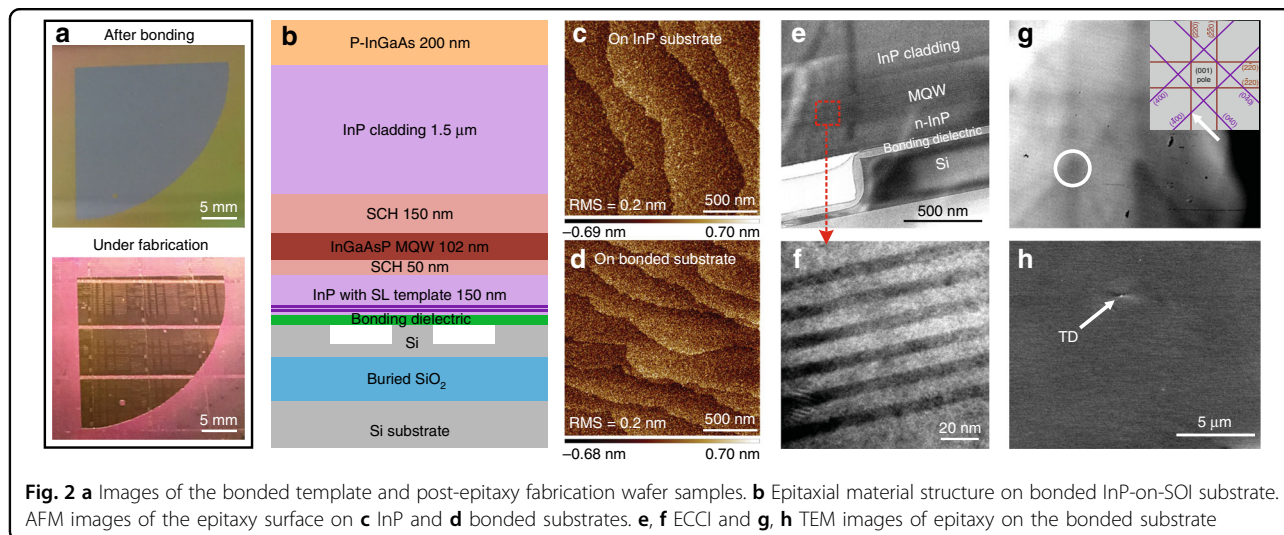 a
After bonding
5 mm
Under fabrication
5 mm
b
P-InGaAs 200 nm
InP cladding 1.5 μm
SCH 150 nm
InGaAsP MQW 102 nm
SCH 50 nm
InP with SL template 150 nm
Bonding dielectric
Si
Buried SiO₂
Si substrate
c
On InP substrate
RMS = 0.2 nm
500 nm
−0.69 nm
0.70 nm
d
On bonded substrate
RMS = 0.2 nm
500 nm
−0.68 nm
0.70 nm
e
InP cladding
MQW
n-InP
Bonding dielectric
Si
500 nm
f
20 nm
g
(001)
pole
(040)
h
TD
5 μm
Fig. 2 a Images of the bonded template and post-epitaxy fabrication wafer samples. b Epitaxial material structure on bonded InP-on-SOI substrate.
AFM images of the epitaxy surface on c InP and d bonded substrates. e, f ECCI and g, h TEM images of epitaxy on the bonded substrate